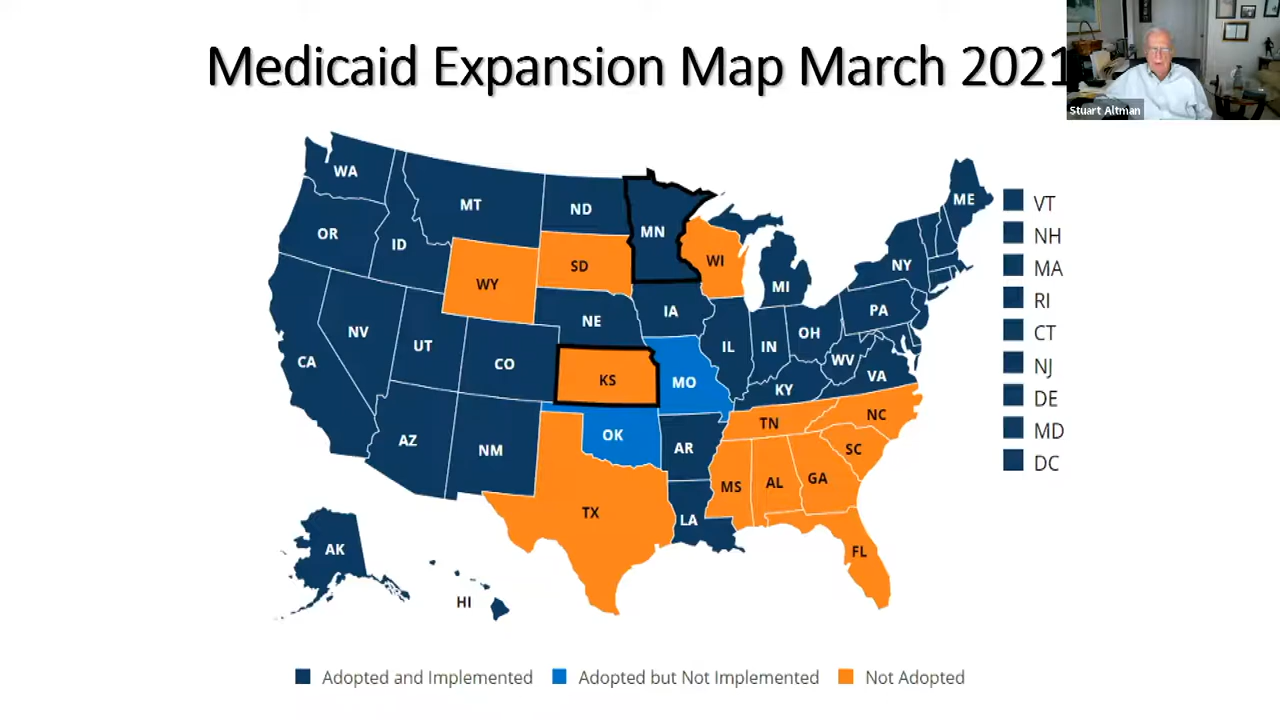 Medicaid Expansion Map March 2021
Stuart Altman
WA
MT
ND
MN
ME
OR
ID
SD
WI
NY
WY
MI
IA
PA
NE
NV
UT
CO
IL
IN
OH
WV
VA
CA
KS
MO
KY
AZ
NM
OK
AR
TN
NC
SC
TX
MS
AL
GA
LA
FL
AK
HI
VT
NH
MA
RI
CT
NJ
DE
MD
DC
Adopted and Implemented
Adopted but Not Implemented
Not Adopted